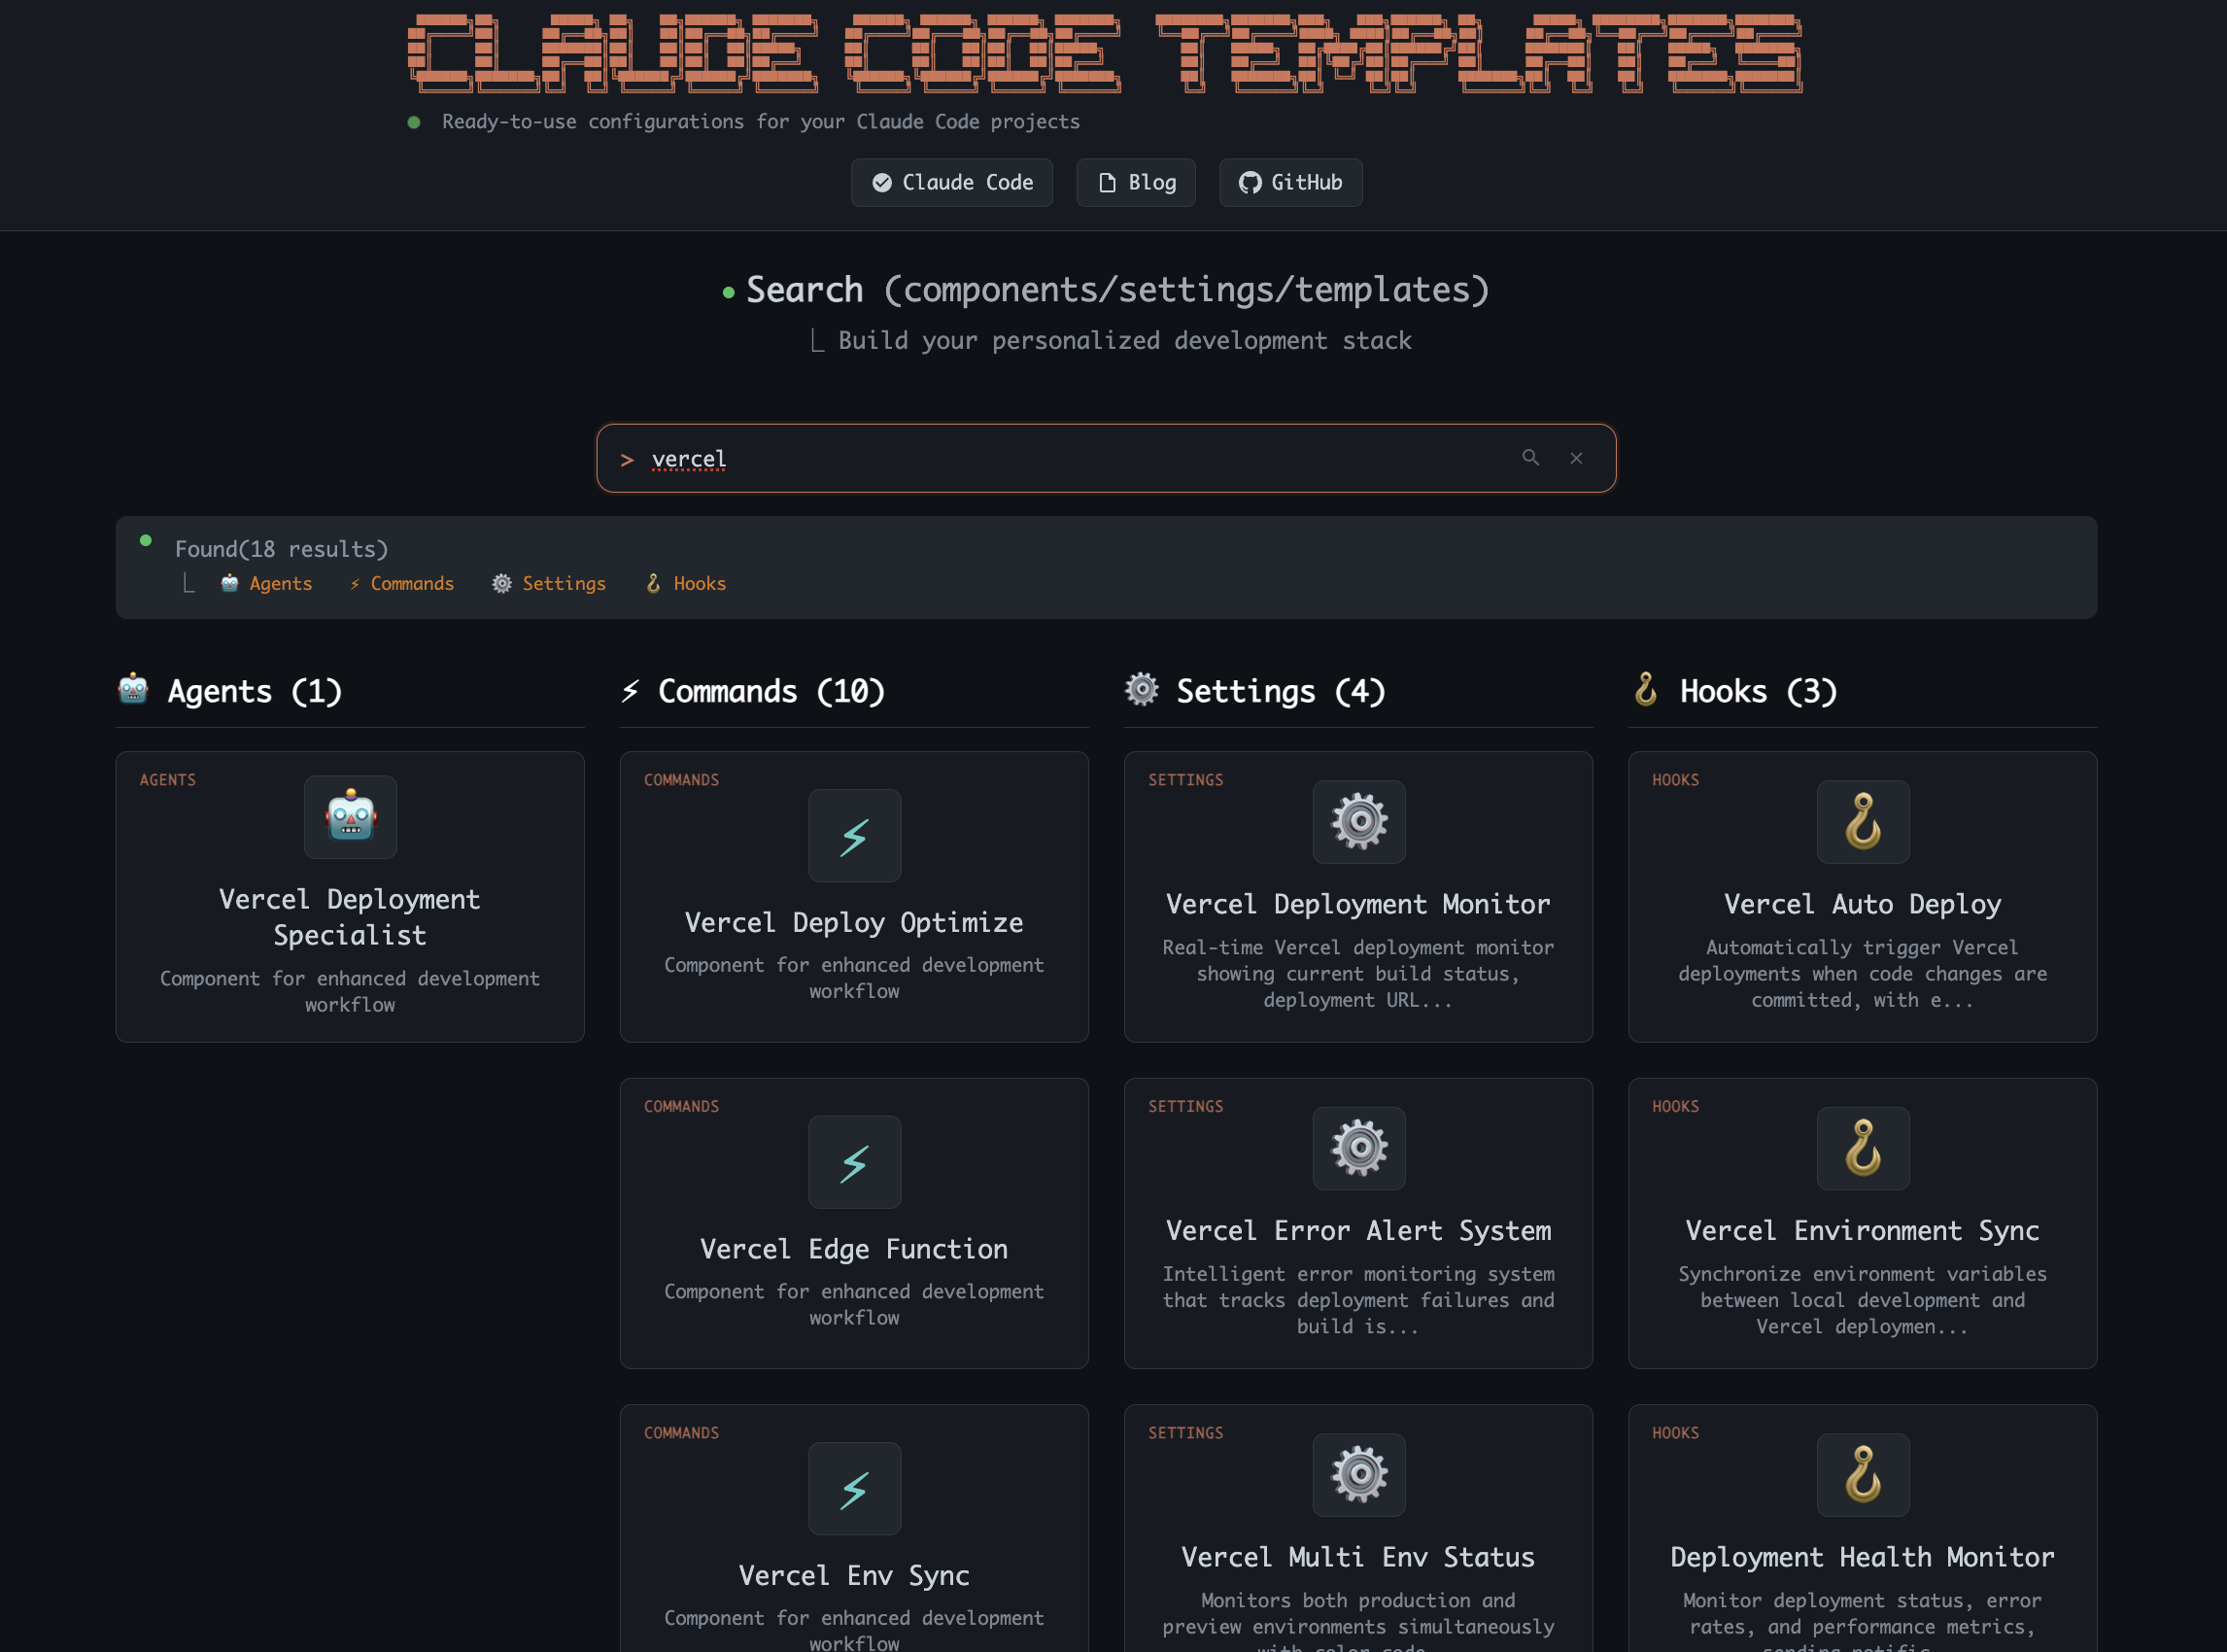 CLAUDE CODE TEMPLATES
Ready-to-use configurations for your Claude Code projects
Claude Code
Blog
GitHub
Search (components/settings/templates)
Build your personalized development stack
> vercel
Found(18 results)
Agents
Commands
Settings
Hooks
Agents (1)
AGENTS
Vercel Deployment
Specialist
Component for enhanced development
workflow
Commands (10)
COMMANDS
Vercel Deploy Optimize
Component for enhanced development
workflow
COMMANDS
Vercel Edge Function
Component for enhanced development
workflow
COMMANDS
Vercel Env Sync
Component for enhanced development
workflow
Settings (4)
SETTINGS
Vercel Deployment Monitor
Real-time Vercel deployment monitor
showing current build status,
deployment URL...
SETTINGS
Vercel Error Alert System
Intelligent error monitoring system
that tracks deployment failures and
build is...
SETTINGS
Vercel Multi Env Status
Monitors both production and
preview environments simultaneously
with color-code...
Hooks (3)
HOOKS
Vercel Auto Deploy
Automatically trigger Vercel
deployments when code changes are
committed, with e...
HOOKS
Vercel Environment Sync
Synchronize environment variables
between local development and
Vercel deploymen...
HOOKS
Deployment Health Monitor
Monitor deployment status, error
rates, and performance metrics,
sending notific...